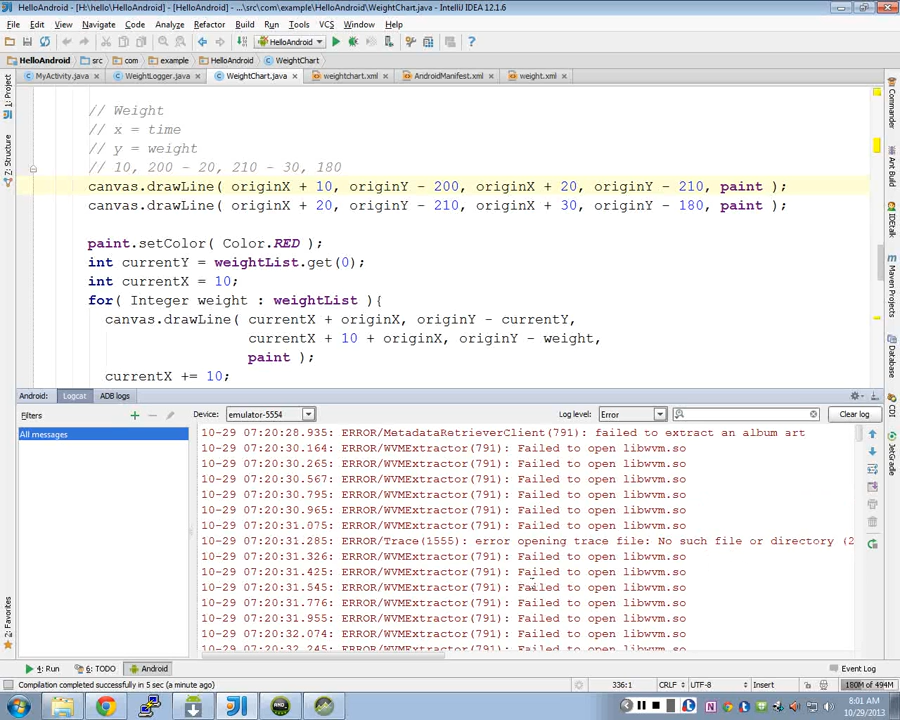 HelloAndroid - [H:\hello\HelloAndroid] - [HelloAndroid] - ...\src\com\example\WeightChart.java - IntelliJ IDEA 12.1.6
File Edit View Navigate Code Analyze Refactor Build Run Tools VCS Window Help
HelloAndroid
HelloAndroid src com example HelloAndroid WeightChart
MyActivity.java WeightLogger.java WeightChart.java weightchart.xml AndroidManifest.xml weight.xml
1: Project
7: Structure
2: Favorites
Commander
Ant Build
IDEtalk
Maven Projects
Database
CDI
JetGradle
// Weight
// x = time
// y = weight
// 10, 200 - 20, 210 - 30, 180
canvas.drawLine( originX + 10, originY - 200, originX + 20, originY - 210, paint );
canvas.drawLine( originX + 20, originY - 210, originX + 30, originY - 180, paint );
paint.setColor( Color.RED );
int currentY = weightList.get(0);
int currentX = 10;
for( Integer weight : weightList ){
canvas.drawLine( currentX + originX, originY - currentY,
currentX + 10 + originX, originY - weight,
paint );
currentX += 10;
Android: Logcat ADB logs
Filters Device: emulator-5554 Log level: Error Clear log
All messages
10-29 07:20:28.935: ERROR/MetadataRetrieverClient(791): failed to extract an album art
10-29 07:20:30.164: ERROR/WVMExtractor(791): Failed to open libwvm.so
10-29 07:20:30.265: ERROR/WVMExtractor(791): Failed to open libwvm.so
10-29 07:20:30.567: ERROR/WVMExtractor(791): Failed to open libwvm.so
10-29 07:20:30.795: ERROR/WVMExtractor(791): Failed to open libwvm.so
10-29 07:20:30.965: ERROR/WVMExtractor(791): Failed to open libwvm.so
10-29 07:20:31.075: ERROR/WVMExtractor(791): Failed to open libwvm.so
10-29 07:20:31.285: ERROR/Trace(1555): error opening trace file: No such file or directory (2
10-29 07:20:31.326: ERROR/WVMExtractor(791): Failed to open libwvm.so
10-29 07:20:31.425: ERROR/WVMExtractor(791): Failed to open libwvm.so
10-29 07:20:31.545: ERROR/WVMExtractor(791): Failed to open libwvm.so
10-29 07:20:31.776: ERROR/WVMExtractor(791): Failed to open libwvm.so
10-29 07:20:31.955: ERROR/WVMExtractor(791): Failed to open libwvm.so
10-29 07:20:32.074: ERROR/WVMExtractor(791): Failed to open libwvm.so
10-29 07:20:32.245: ERROR/WVMExtractor(791): Failed to open libwvm.so
4: Run 6: TODO Android Event Log
Compilation completed successfully in 5 sec (a minute ago) 336:1 CRLF UTF-8 Insert 180M of 494M
8:01 AM
10/29/2013